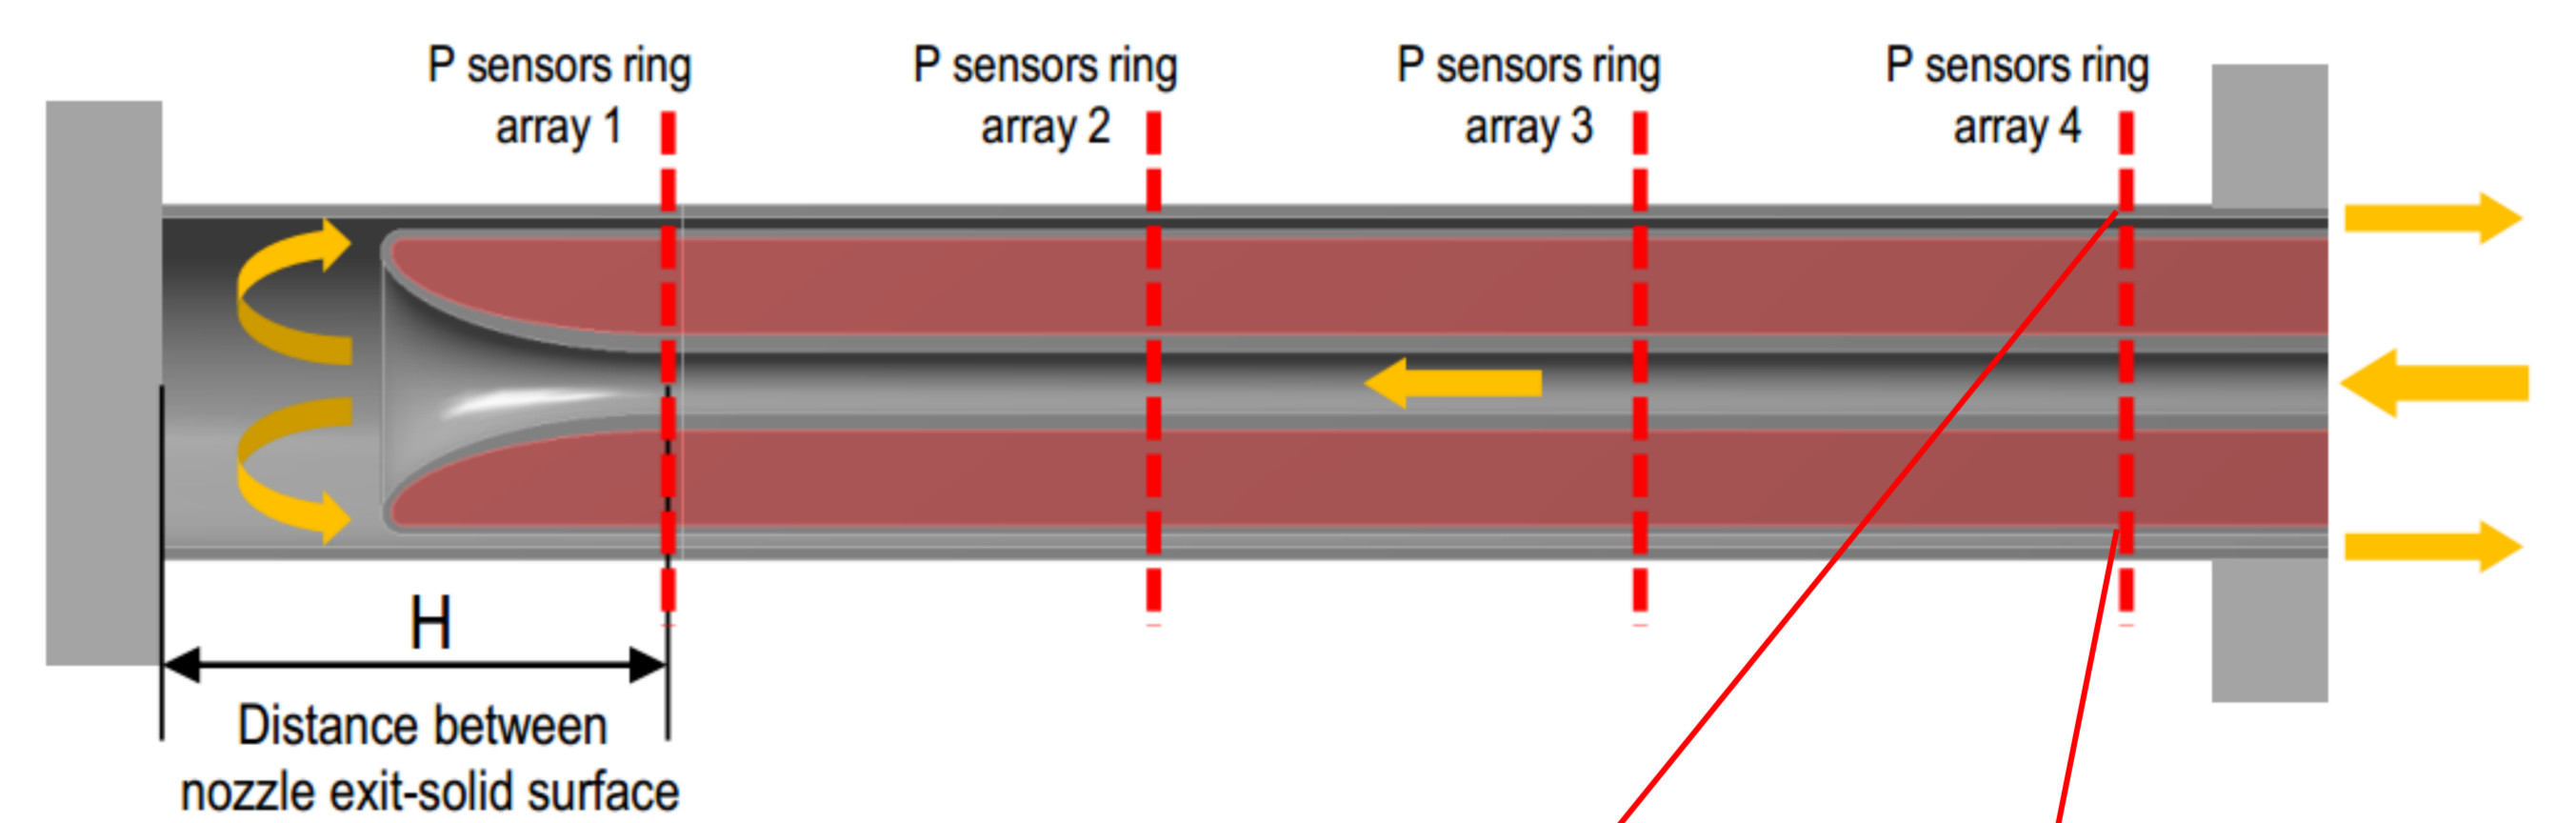 P sensors ring
array 1
P sensors ring
array 2
P sensors ring
array 3
P sensors ring
array 4
H
Distance between
nozzle exit-solid surface